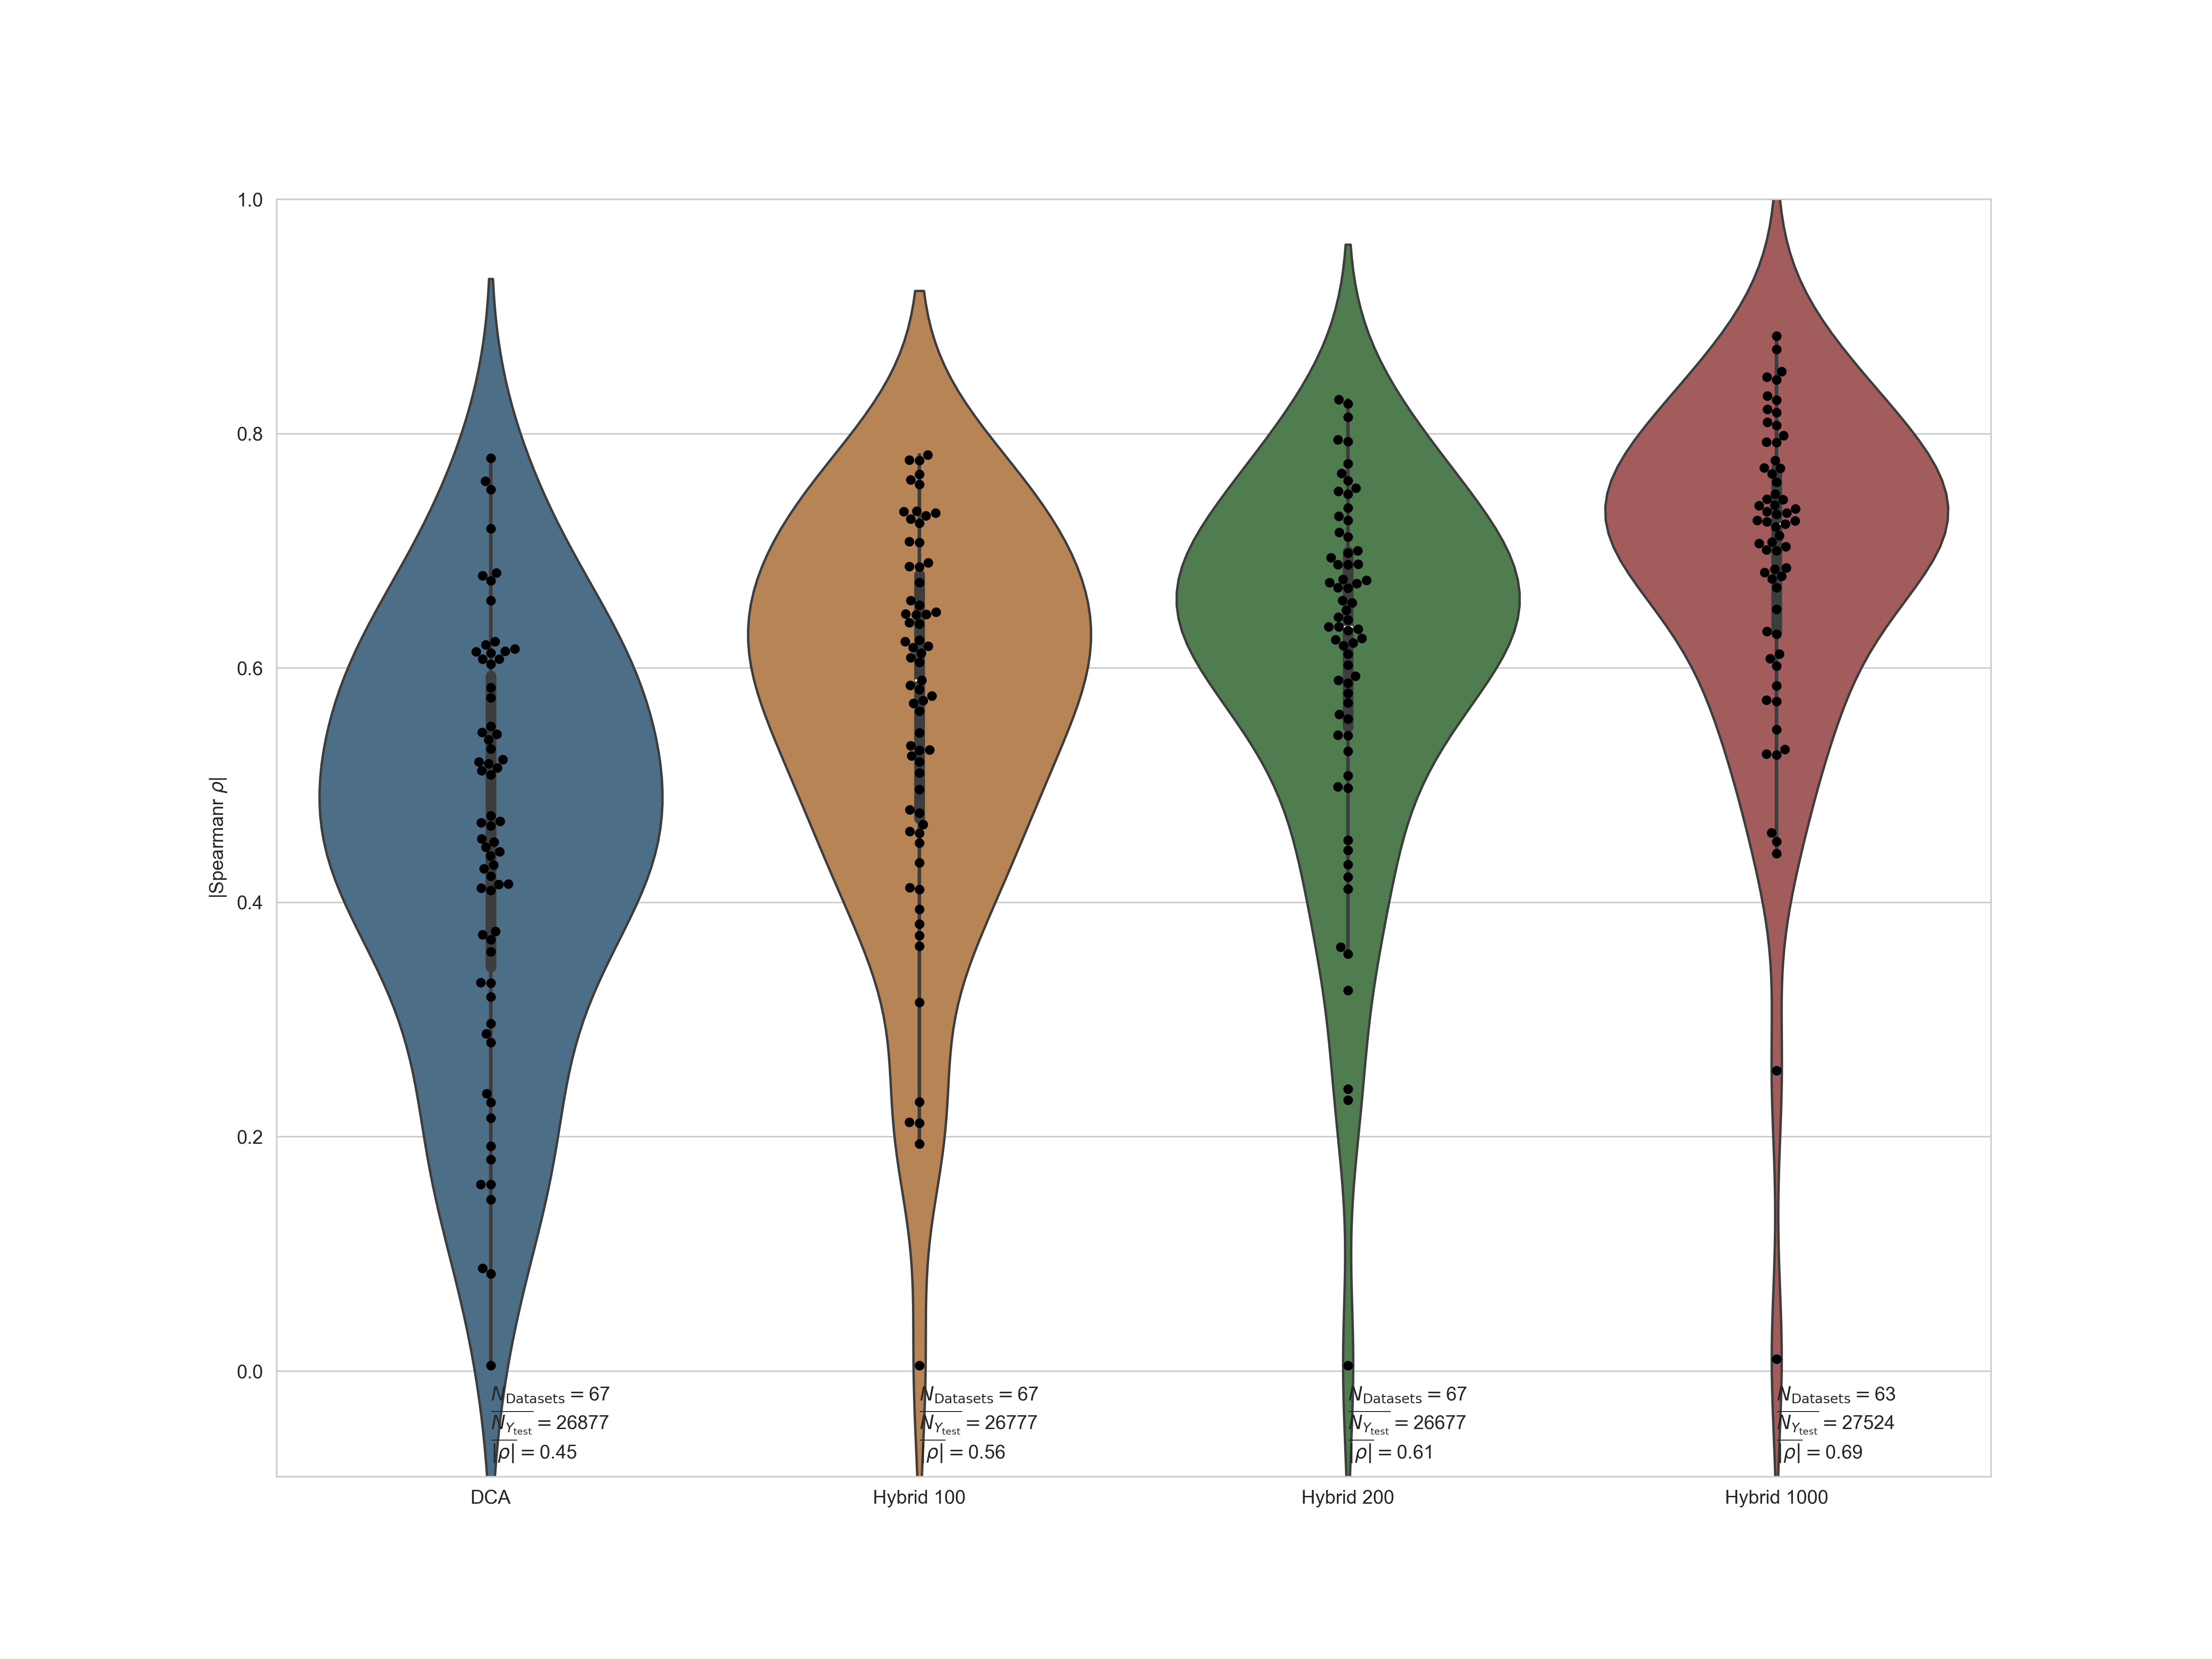 1.0
0.8
0.6
0.4
0.2
0.0
|Spearmanr ρ|
N_Datasets = 67
N_Y_test = 26877
|ρ| = 0.45
N_Datasets = 67
N_Y_test = 26777
|ρ| = 0.56
N_Datasets = 67
N_Y_test = 26677
|ρ| = 0.61
N_Datasets = 63
N_Y_test = 27524
|ρ| = 0.69
DCA
Hybrid 100
Hybrid 200
Hybrid 1000